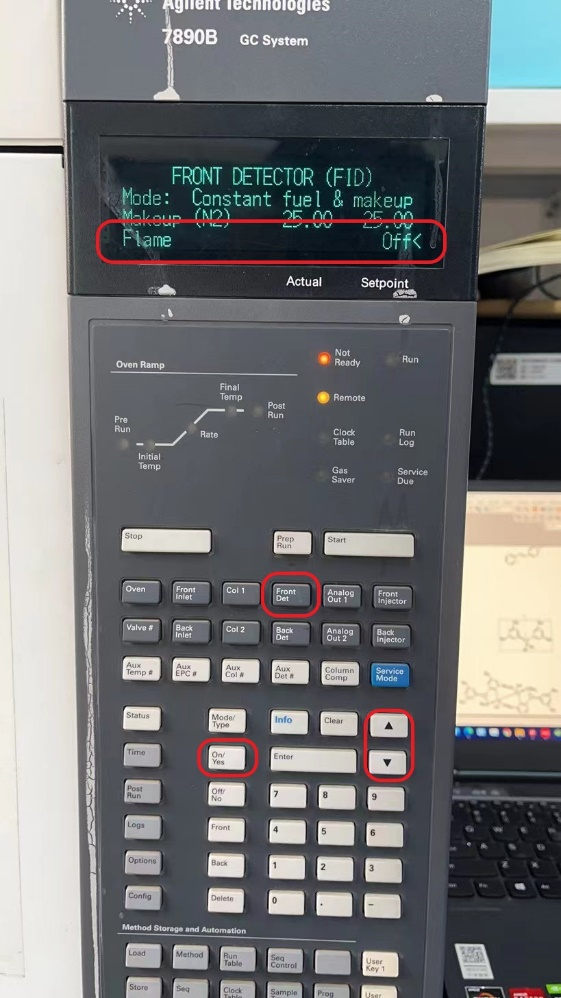 Agilent Technologies
7890B GC System
FRONT DETECTOR (FID)
Mode: Constant fuel & makeup
Makeup (N2) 25.00 25.00
Flame Off<
Actual Setpoint
Not Ready
Run
Oven Ramp
Remote
Final Temp
Post Run
Pre Run
Rate
Initial Temp
Clock Table
Run Log
Gas Saver
Service Due
Stop
Prep Run
Start
Oven
Front Inlet
Col 1
Front Det
Analog Out 1
Front Injector
Valve #
Back Inlet
Col 2
Back Det
Analog Out 2
Back Injector
Aux Temp #
Aux EPC #
Aux Col #
Aux Det #
Column Comp
Service Mode
Status
Mode/ Type
Info
Clear
▲
Time
On/ Yes
Enter
▼
Post Run
Off/ No
7
8
9
Logs
Front
4
5
6
Options
Back
1
2
3
Config
Delete
0
.
–
Method Storage and Automation
Load
Method
Run Table
Seq Control
User Key 1
Store
Seq
Clock Table
Sample
Prog
User